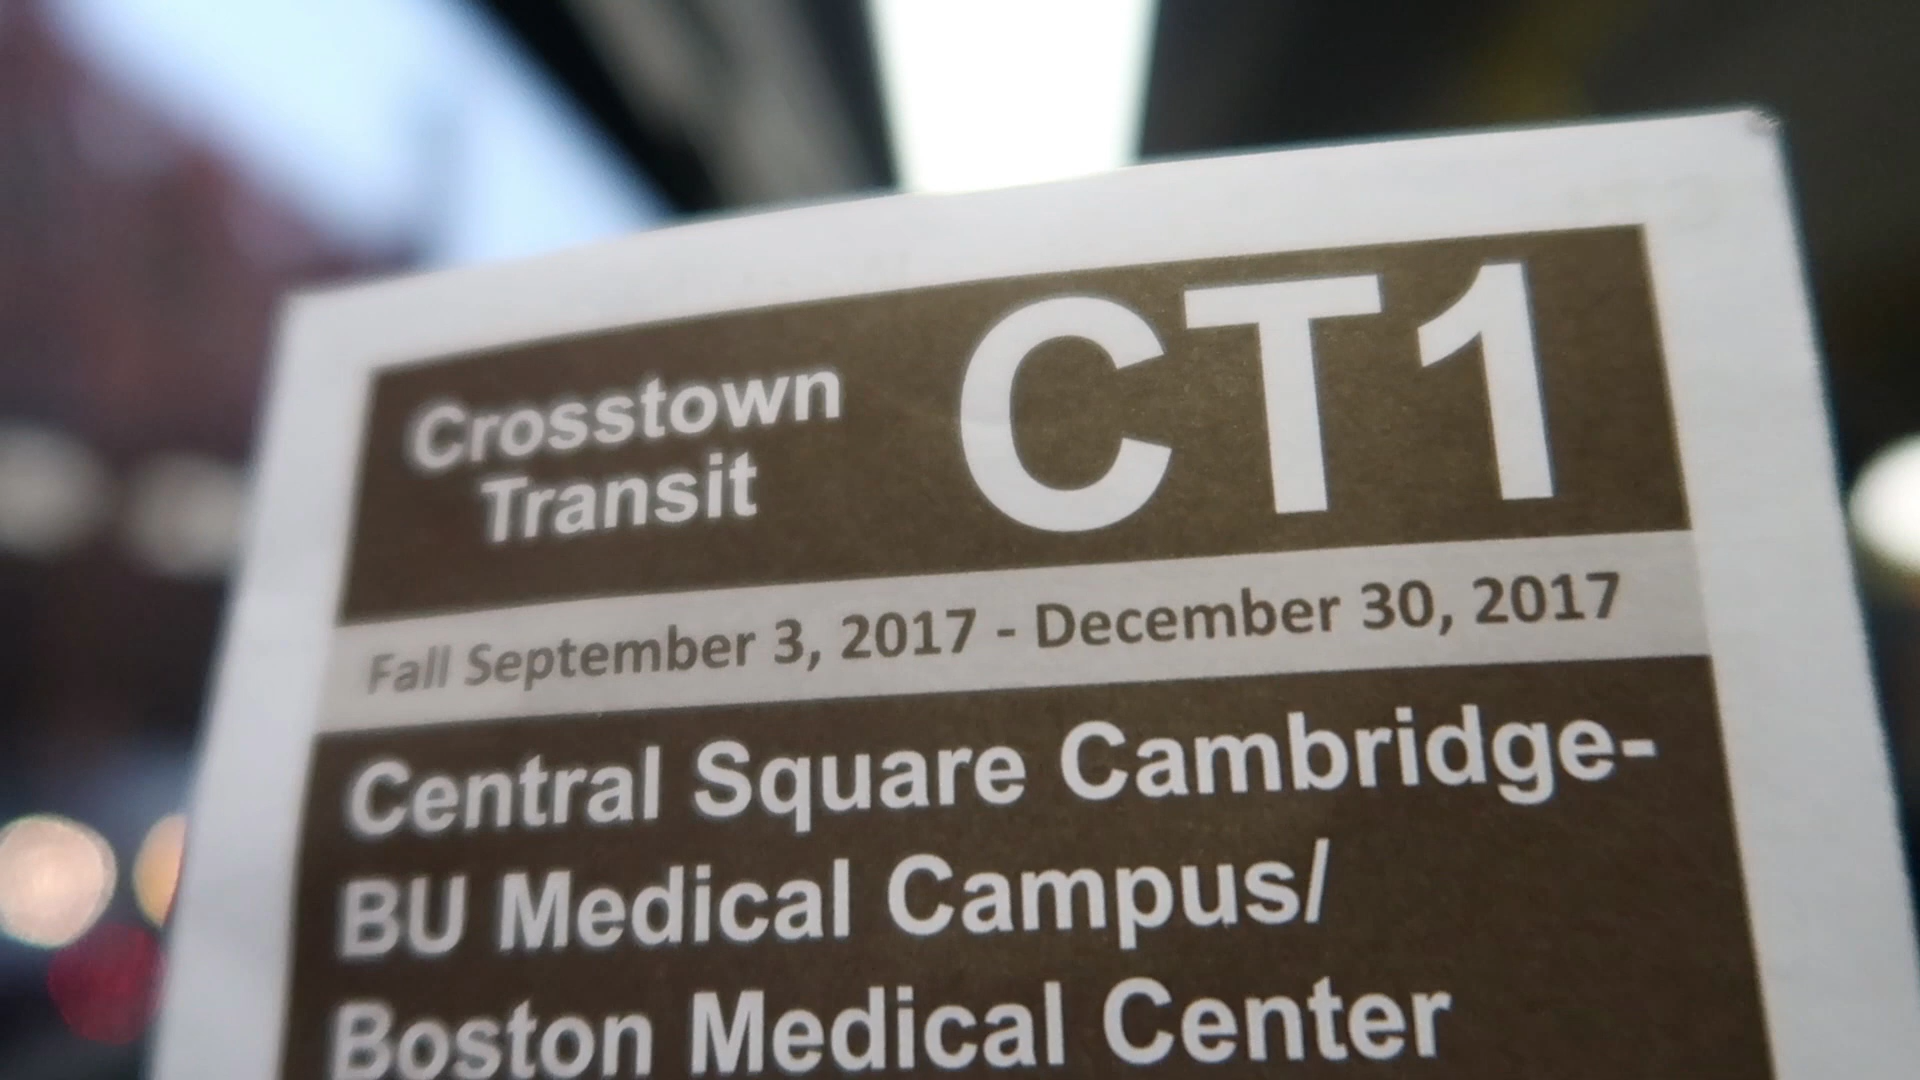 Crosstown
Transit
CT1
Fall September 3, 2017 - December 30, 2017
Central Square Cambridge-
BU Medical Campus/
Boston Medical Center